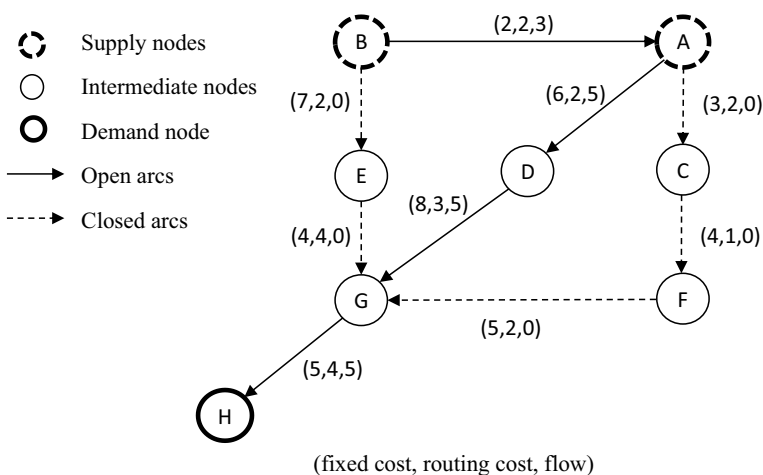 Supply nodes
Intermediate nodes
Demand node
Open arcs
Closed arcs
B
(2,2,3)
A
(7,2,0)
(6,2,5)
(3,2,0)
E
D
C
(4,4,0)
(8,3,5)
(4,1,0)
G
(5,2,0)
F
(5,4,5)
H
(fixed cost, routing cost, flow)